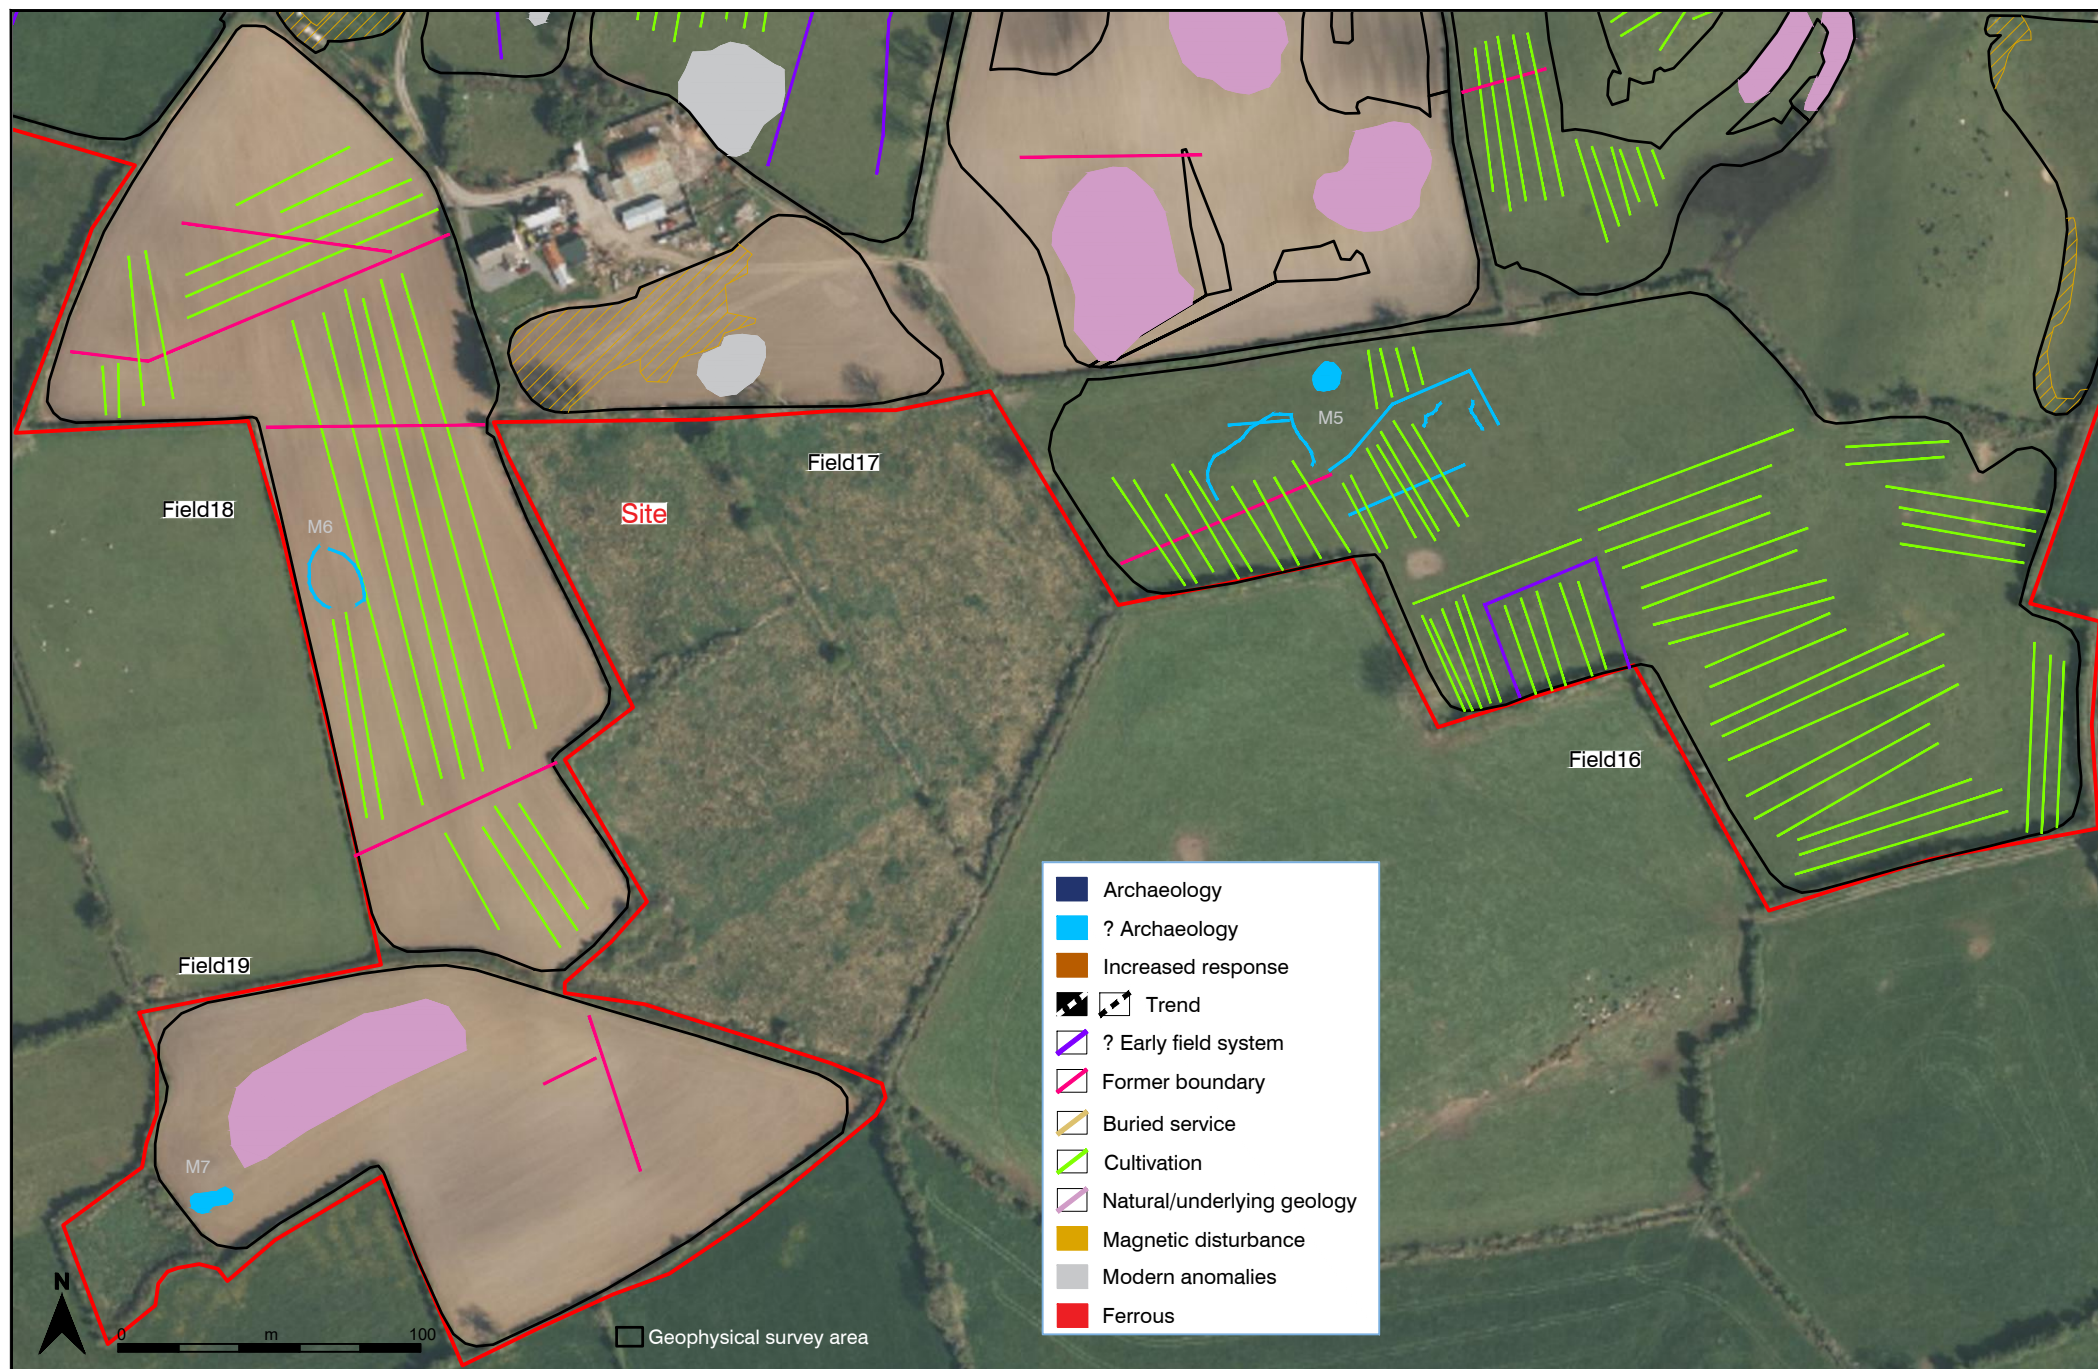 M5
Field17
Field18
Site
M6
Field16
Archaeology
? Archaeology
Increased response
Trend
? Early field system
Former boundary
Buried service
Cultivation
Natural/underlying geology
Magnetic disturbance
Modern anomalies
Ferrous
Field19
M7
N
0 m 100
Geophysical survey area